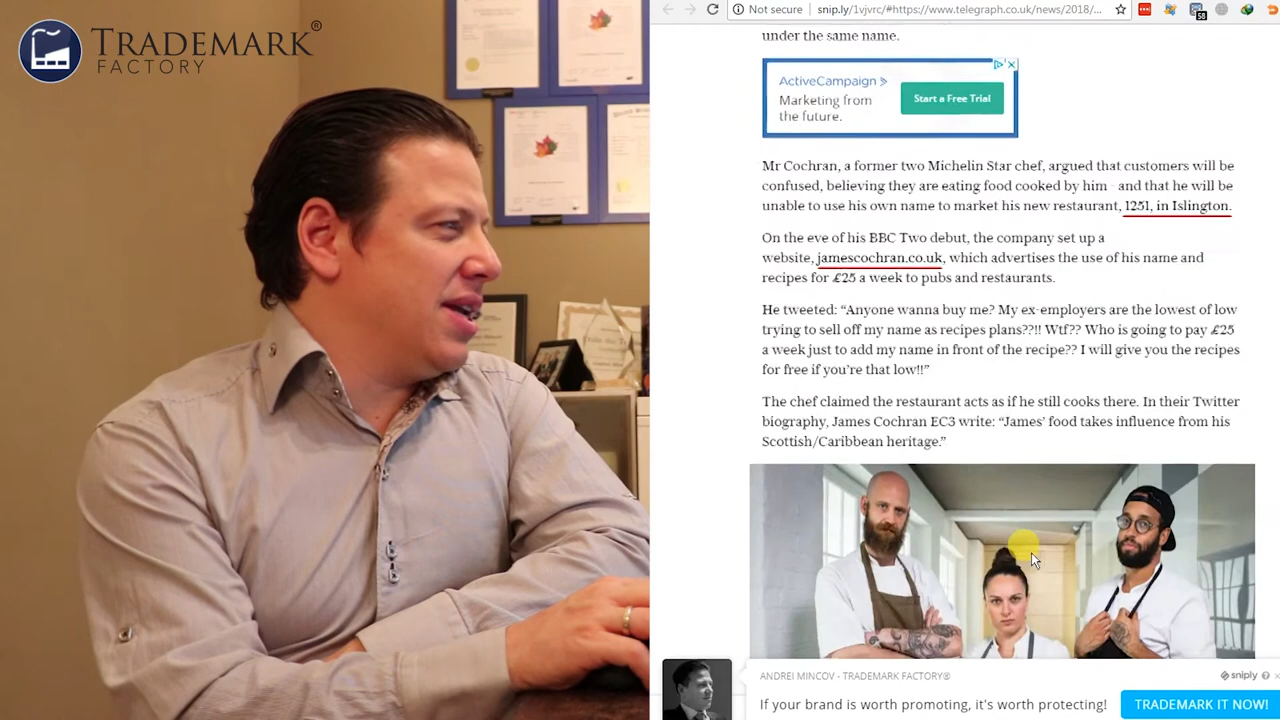 TRADEMARK®
FACTORY
Not secure
snip.ly/1vjvrc/#https://www.telegraph.co.uk/news/2018/...
58
under the same name.
ActiveCampaign >
Marketing from
the future.
Start a Free Trial
Mr Cochran, a former two Michelin Star chef, argued that customers will be
confused, believing they are eating food cooked by him - and that he will be
unable to use his own name to market his new restaurant, 1251, in Islington.
On the eve of his BBC Two debut, the company set up a
website, jamescochran.co.uk, which advertises the use of his name and
recipes for £25 a week to pubs and restaurants.
He tweeted: “Anyone wanna buy me? My ex-employers are the lowest of low
trying to sell off my name as recipes plans??!! Wtf?? Who is going to pay £25
a week just to add my name in front of the recipe?? I will give you the recipes
for free if you’re that low!!”
The chef claimed the restaurant acts as if he still cooks there. In their Twitter
biography, James Cochran EC3 write: “James’ food takes influence from his
Scottish/Caribbean heritage.”
ANDREI MINCOV - TRADEMARK FACTORY®
sniply
If your brand is worth promoting, it's worth protecting!
TRADEMARK IT NOW!